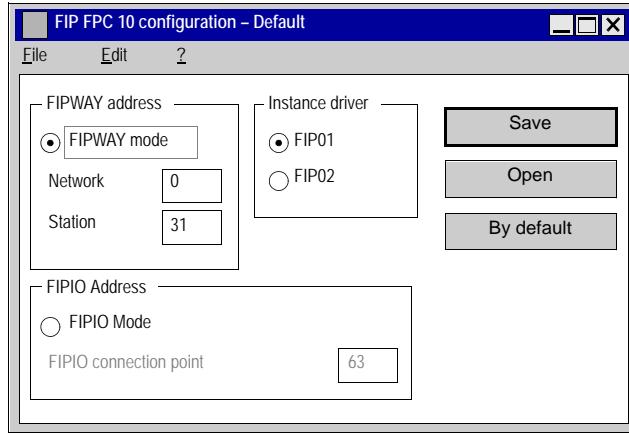 FIP FPC 10 configuration – Default
File Edit ?
FIPWAY address
FIPWAY mode
Network 0
Station 31
Instance driver
FIP01
FIP02
Save
Open
By default
FIPIO Address
FIPIO Mode
FIPIO connection point 63